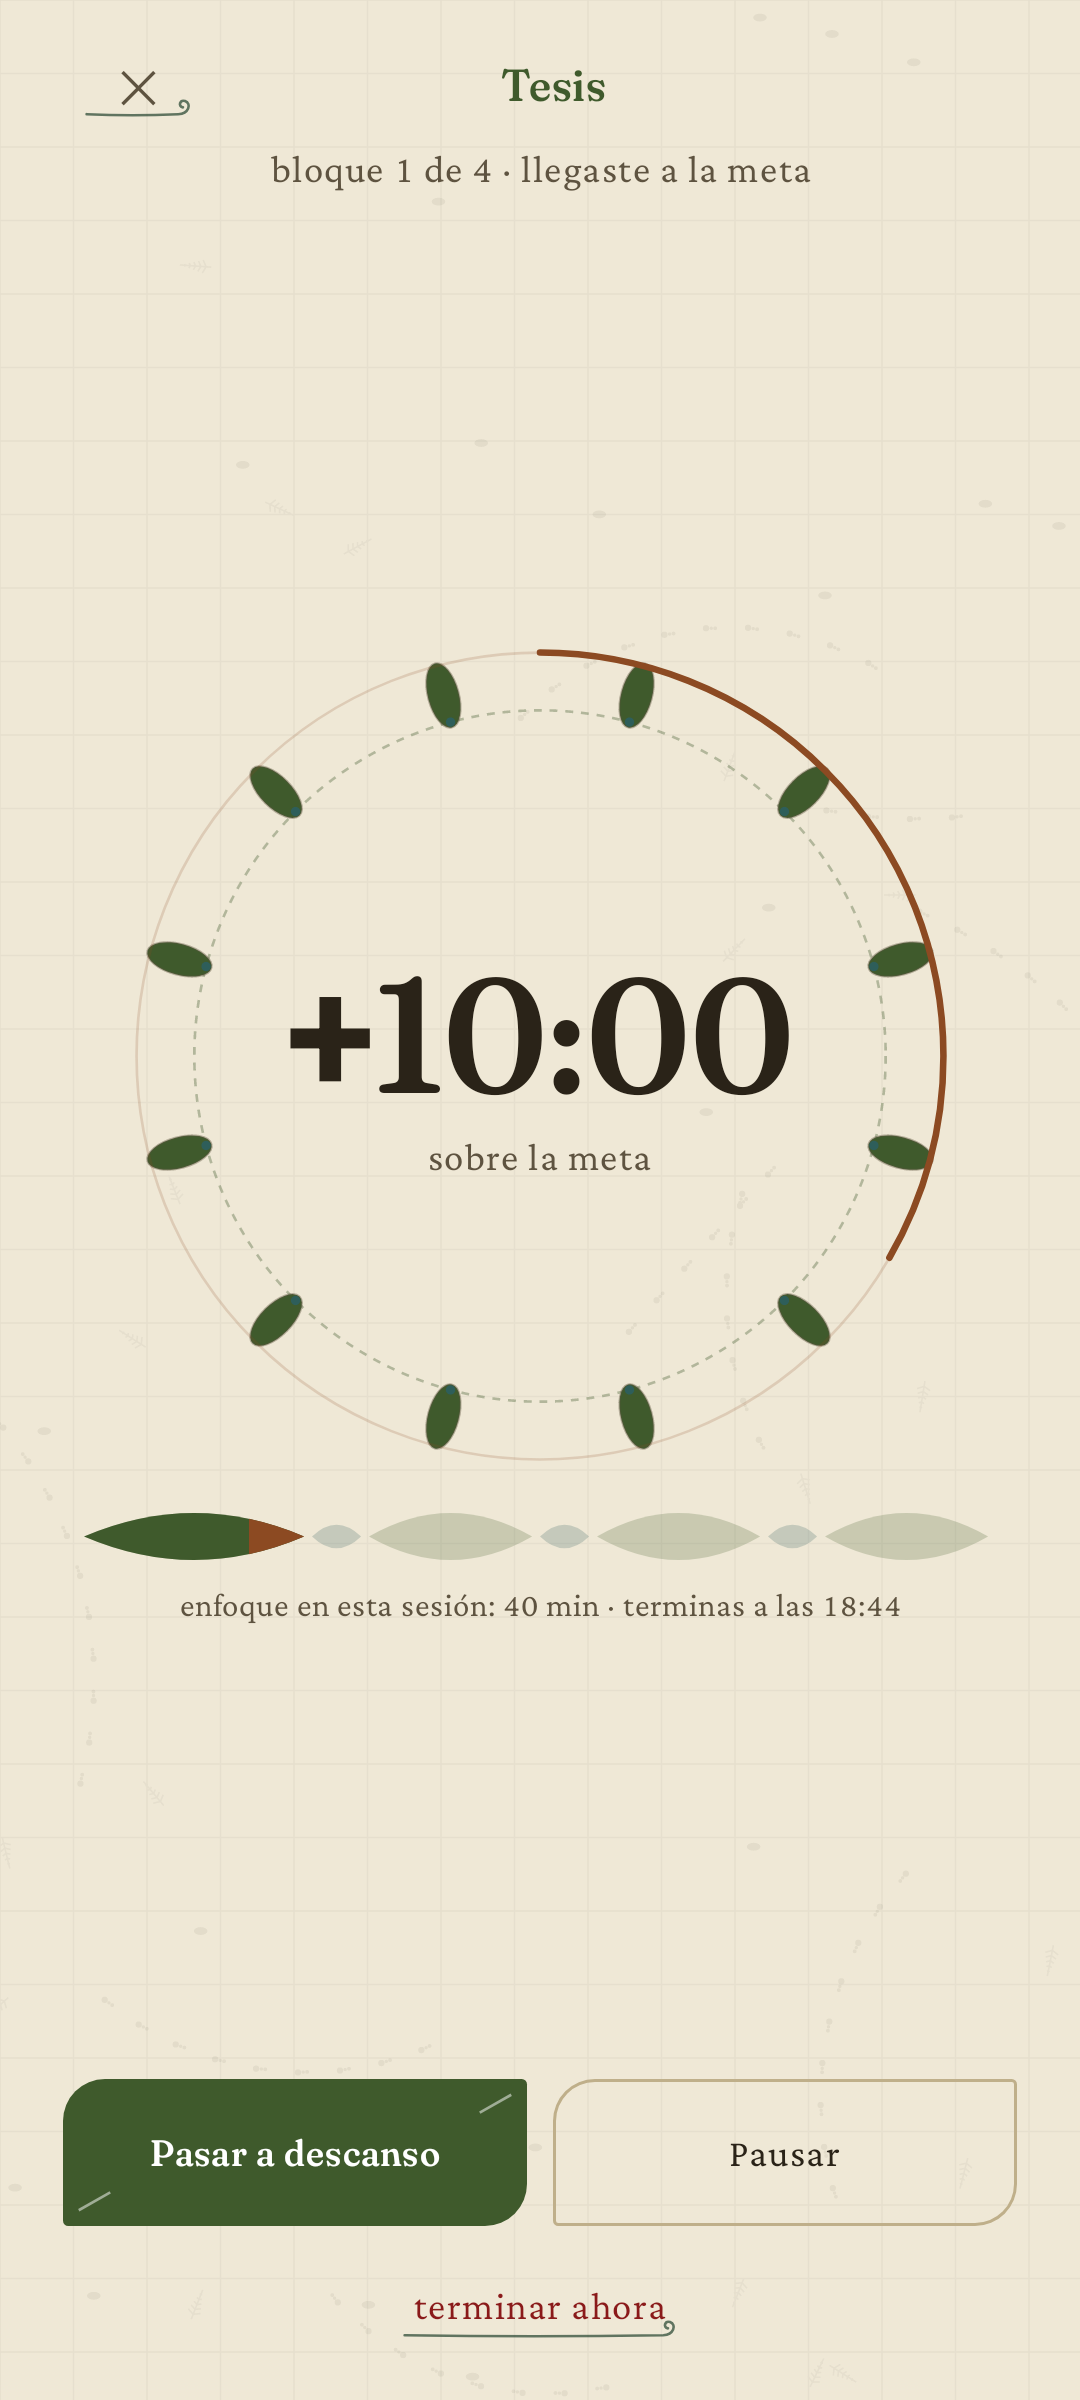 Tesis
bloque 1 de 4 · llegaste a la meta
+10:00
sobre la meta
enfoque en esta sesión: 40 min · terminas a las 18:44
Pasar a descanso
Pausar
terminar ahora